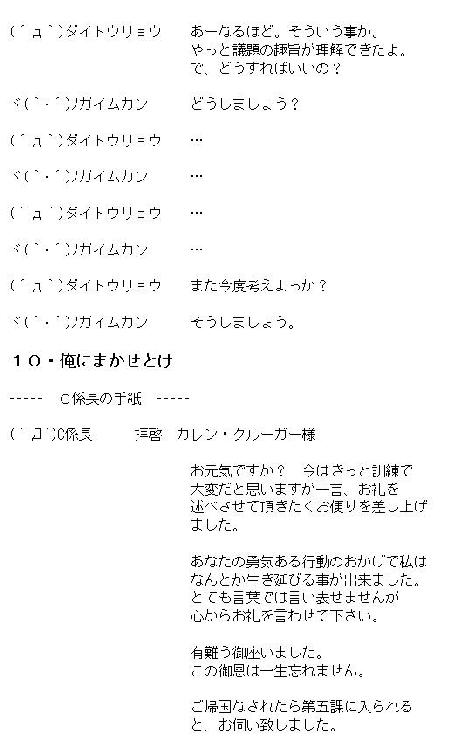 (´д`)ダイトウリョウ　あーなるほど。そういう事か、
やっと議題の趣旨が理解できたよ。
で、どうすればいいの？
ヾ(´・`)ﾉガイムカン　どうしましょう？
(´д`)ダイトウリョウ　…
ヾ(´・`)ﾉガイムカン　…
(´д`)ダイトウリョウ　…
ヾ(´・`)ﾉガイムカン　…
(´д`)ダイトウリョウ　また今度考えよっか？
ヾ(´・`)ﾉガイムカン　そうしましょう。
１０・俺にまかせとけ
-----　Ｃ係長の手紙　-----
(´Д`)C係長　拝啓　カレン・クルーガー様
お元気ですか？　今はきっと訓練で
大変だと思いますが一言、お礼を
述べさせて頂きたくお便りを差し上げ
ました。
あなたの勇気ある行動のおかげで私は
なんとか生き延びる事が出来ました。
とても言葉では言い表せませんが
心からお礼を言わせて下さい。
有難う御座いました。
この御恩は一生忘れません。
ご帰国なされたら第五課に入られる
と、お伺い致しました。